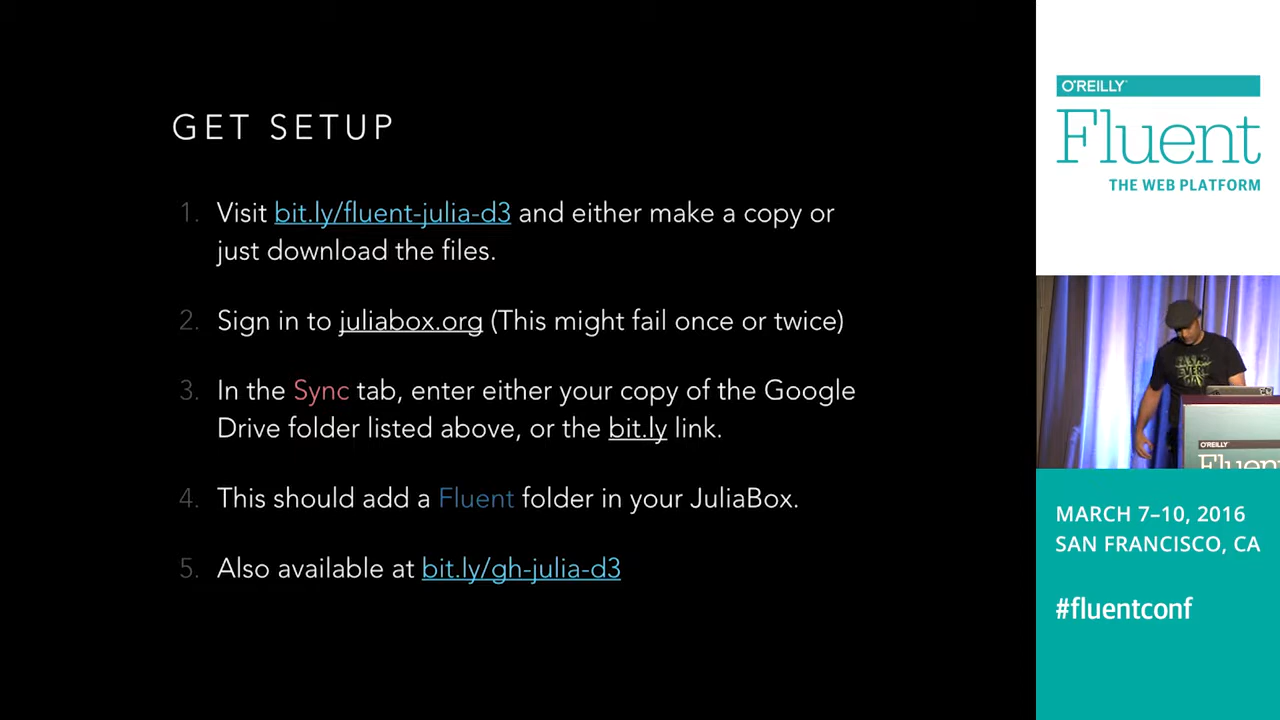 GET SETUP
1. Visit bit.ly/fluent-julia-d3 and either make a copy or
just download the files.
2. Sign in to juliabox.org (This might fail once or twice)
3. In the Sync tab, enter either your copy of the Google
Drive folder listed above, or the bit.ly link.
4. This should add a Fluent folder in your JuliaBox.
5. Also available at bit.ly/gh-julia-d3
O'REILLY™
Fluent
THE WEB PLATFORM
O'REILLY
Fluent
MARCH 7–10, 2016
SAN FRANCISCO, CA
#fluentconf